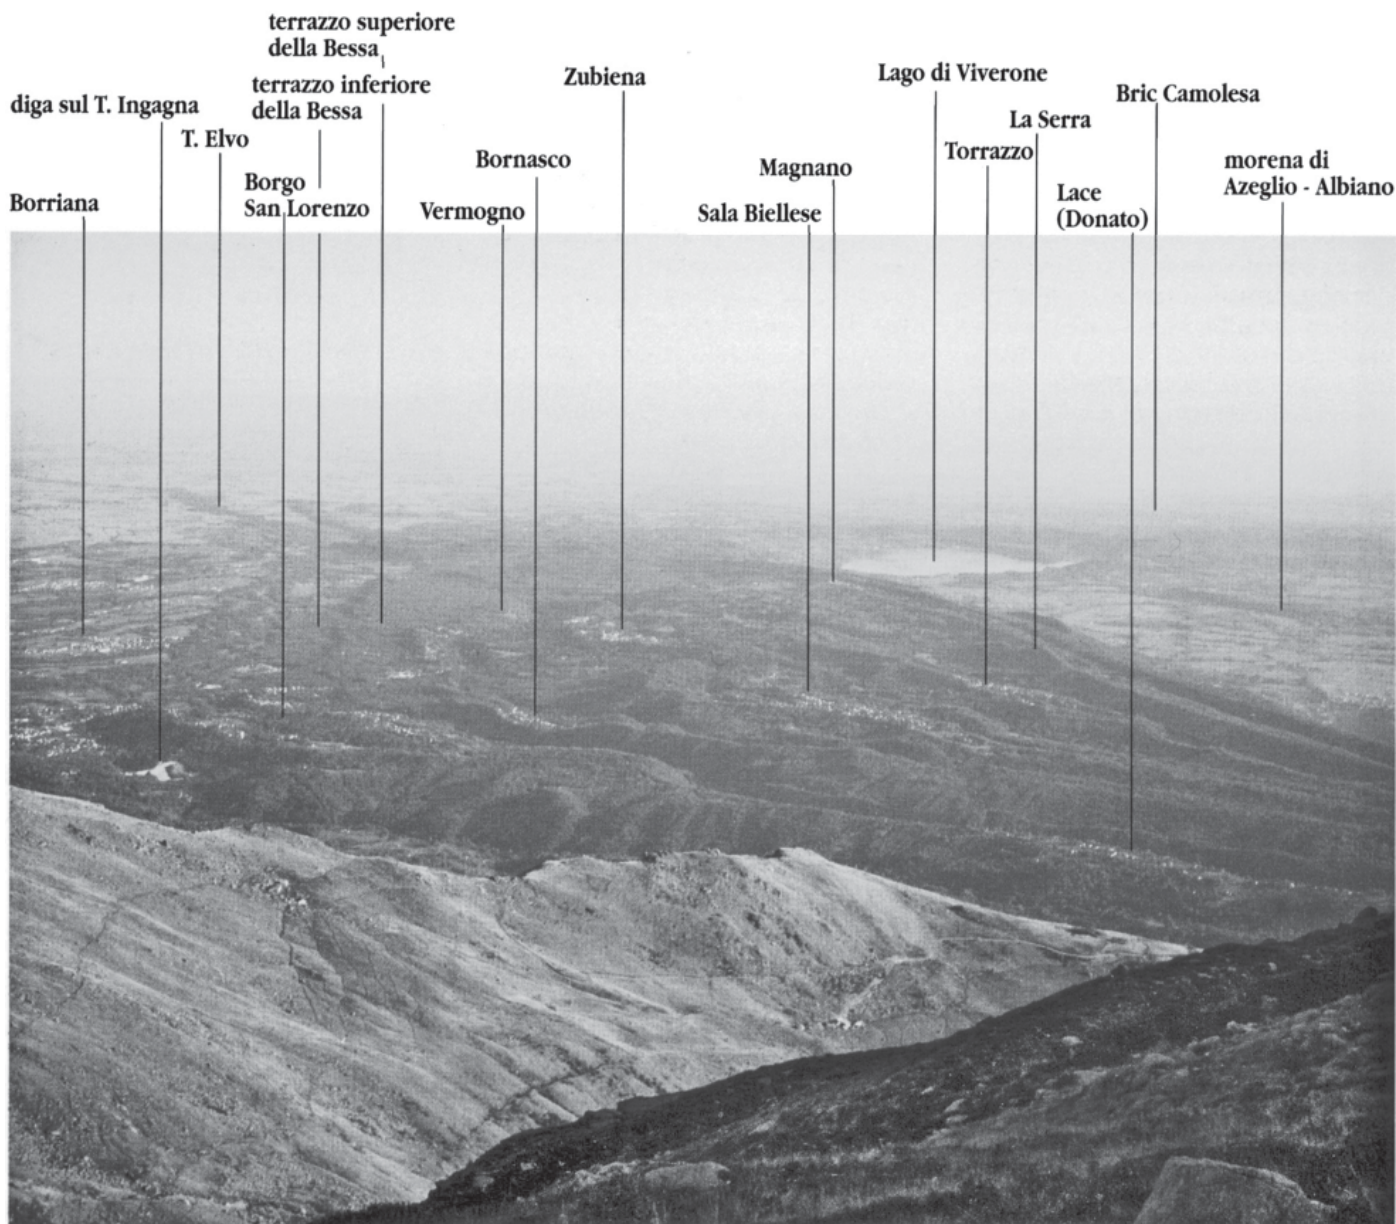 terrazzo superiore
della Bessa
terrazzo inferiore
della Bessa
Zubiena
Lago di Viverone
Bric Camolesa
diga sul T. Ingagna
T. Elvo
La Serra
Torrazzo
Bornasco
Magnano
morena di
Azeglio - Albiano
Borriana
Borgo
San Lorenzo
Vermogno
Sala Biellese
Lace
(Donato)